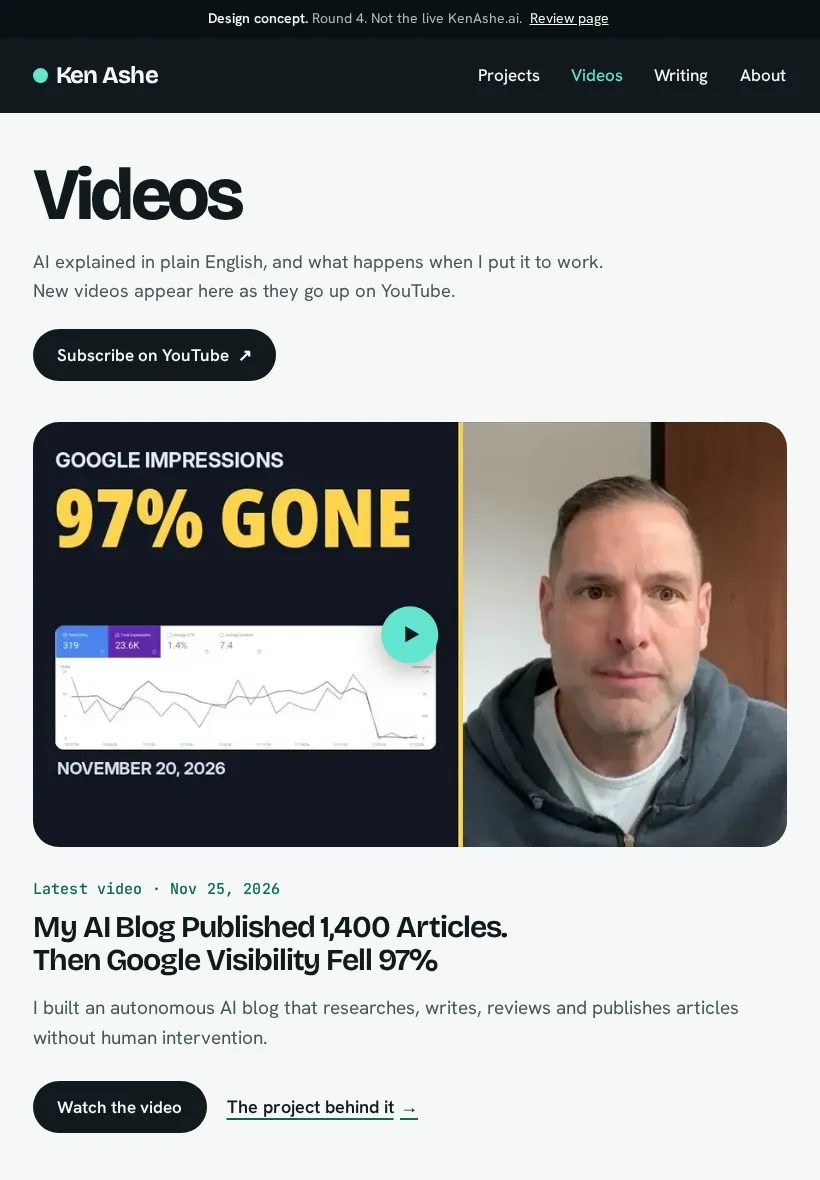 Design concept. Round 4. Not the live KenAshe.ai. Review page
Ken Ashe
Projects Videos Writing About
Videos
AI explained in plain English, and what happens when I put it to work.
New videos appear here as they go up on YouTube.
Subscribe on YouTube ↗
GOOGLE IMPRESSIONS
97% GONE
319 23.6K 1.4% 7.4
NOVEMBER 20, 2026
Latest video · Nov 25, 2026
My AI Blog Published 1,400 Articles.
Then Google Visibility Fell 97%
I built an autonomous AI blog that researches, writes, reviews and publishes articles
without human intervention.
Watch the video
The project behind it →